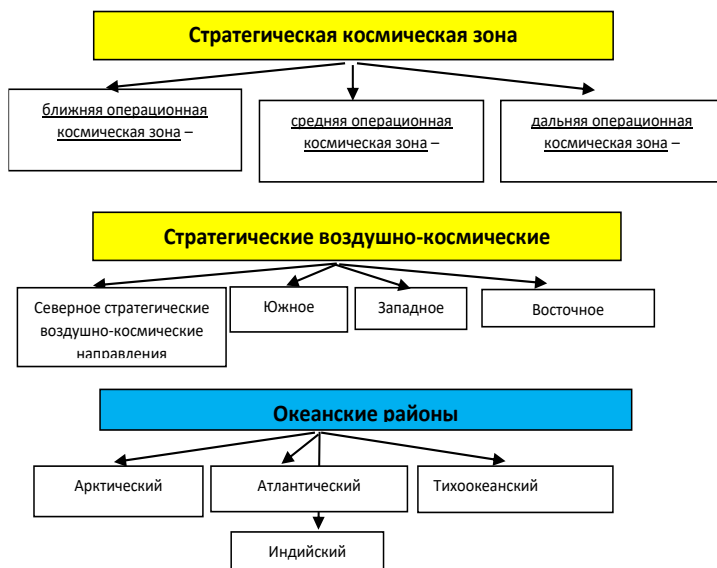 Стратегическая космическая зона
ближняя операционная
космическая зона –
средняя операционная
космическая зона –
дальняя операционная
космическая зона –
Стратегические воздушно-космические
Северное стратегические
воздушно-космические
направления
Южное
Западное
Восточное
Океанские районы
Арктический
Атлантический
Тихоокеанский
Индийский